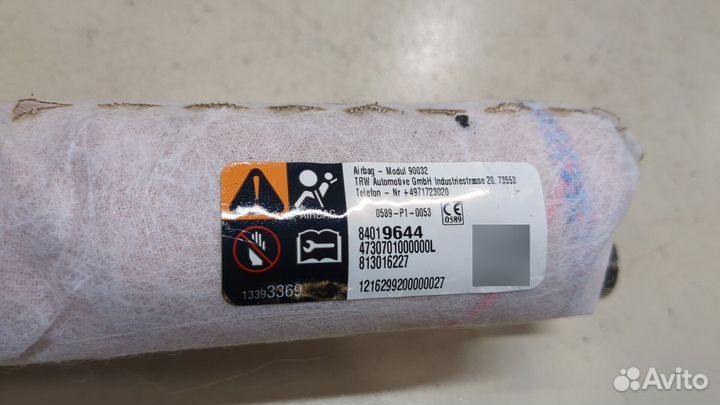 Airbag - Modul 90032
TRW Automotive GmbH Industriestrasse 20. 73553
Telefon - Nr +4971723020
AIRBAG
0589-P1-0053
CE
0589
84019644
4730701000000L
813016227
1216299200000027
13393369
Avito